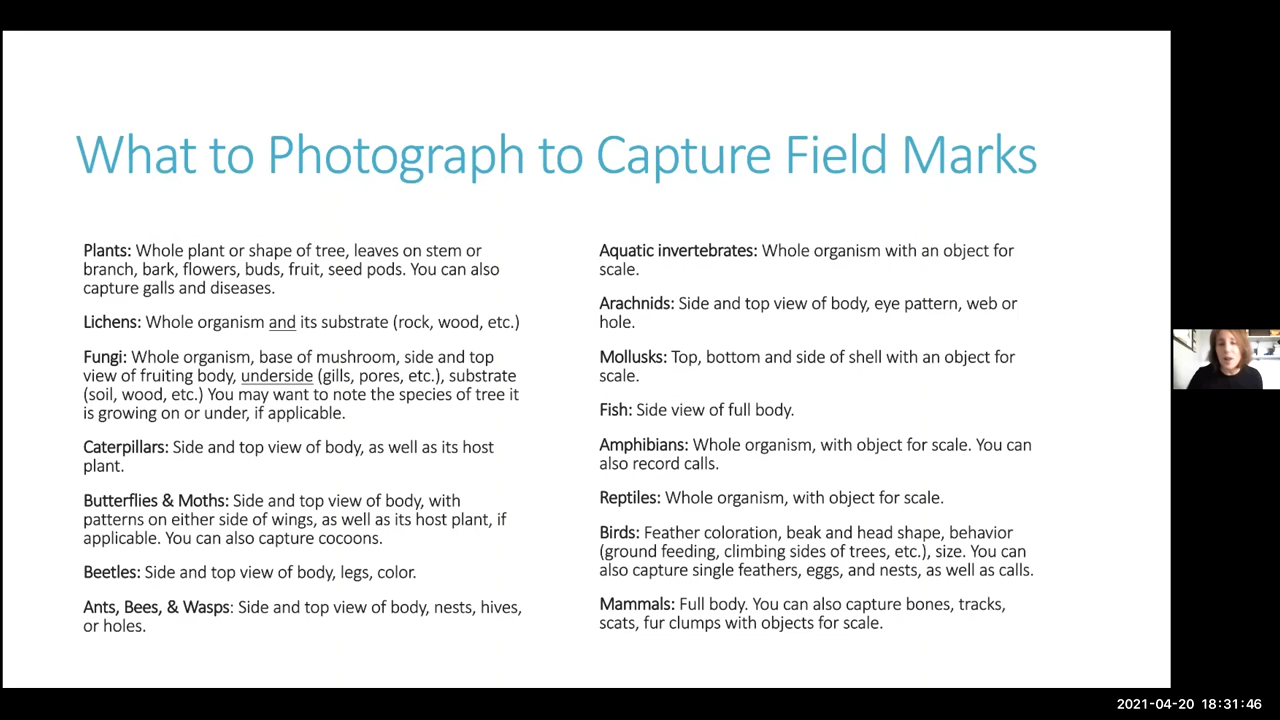 What to Photograph to Capture Field Marks
Plants: Whole plant or shape of tree, leaves on stem or
branch, bark, flowers, buds, fruit, seed pods. You can also
capture galls and diseases.
Lichens: Whole organism and its substrate (rock, wood, etc.)
Fungi: Whole organism, base of mushroom, side and top
view of fruiting body, underside (gills, pores, etc.), substrate
(soil, wood, etc.) You may want to note the species of tree it
is growing on or under, if applicable.
Caterpillars: Side and top view of body, as well as its host
plant.
Butterflies & Moths: Side and top view of body, with
patterns on either side of wings, as well as its host plant, if
applicable. You can also capture cocoons.
Beetles: Side and top view of body, legs, color.
Ants, Bees, & Wasps: Side and top view of body, nests, hives,
or holes.
Aquatic invertebrates: Whole organism with an object for
scale.
Arachnids: Side and top view of body, eye pattern, web or
hole.
Mollusks: Top, bottom and side of shell with an object for
scale.
Fish: Side view of full body.
Amphibians: Whole organism, with object for scale. You can
also record calls.
Reptiles: Whole organism, with object for scale.
Birds: Feather coloration, beak and head shape, behavior
(ground feeding, climbing sides of trees, etc.), size. You can
also capture single feathers, eggs, and nests, as well as calls.
Mammals: Full body. You can also capture bones, tracks,
scats, fur clumps with objects for scale.
2021-04-20 18:31:46